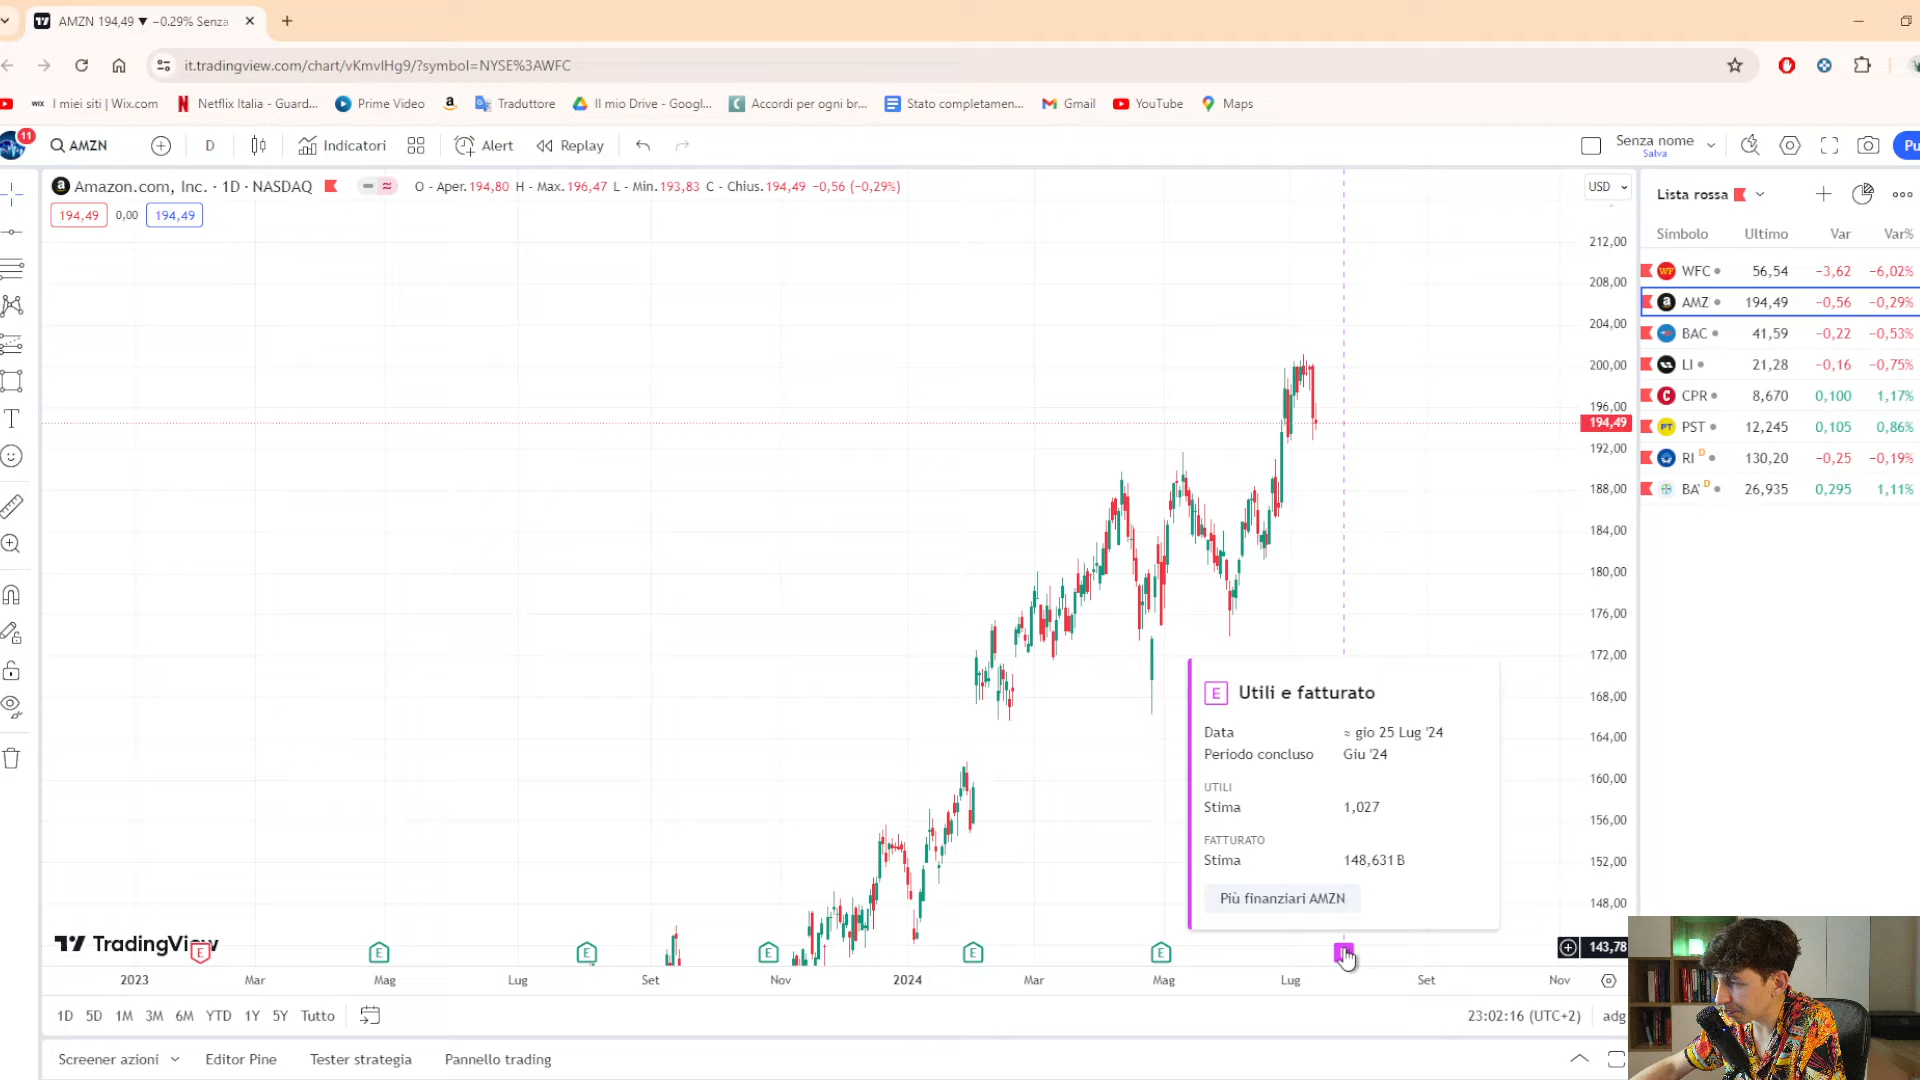 AMZN 194,49 ▼ −0.29% Senza
it.tradingview.com/chart/vKmvIHg9/?symbol=NYSE%3AWFC
WIX I miei siti | Wix.com
Netflix Italia - Guard...
Prime Video
Traduttore
Il mio Drive - Googl...
Accordi per ogni br...
Stato completamen...
Gmail
YouTube
Maps
11
AMZN
D
Indicatori
Alert
Replay
Senza nome
Salva
Pu
Amazon.com, Inc. · 1D · NASDAQ
O - Aper.194,80 H - Max.196,47 L - Min.193,83 C - Chius.194,49 −0,56 (−0,29%)
USD
194,49 0,00 194,49
Lista rossa
Simbolo Ultimo Var Var%
WF WFC 56,54 −3,62 −6,02%
AMZ 194,49 −0,56 −0,29%
BAC 41,59 −0,22 −0,53%
LI 21,28 −0,16 −0,75%
CPR 8,670 0,100 1,17%
PT PST 12,245 0,105 0,86%
RI D 130,20 −0,25 −0,19%
BA' D 26,935 0,295 1,11%
212,00
208,00
204,00
200,00
196,00
194,49
192,00
188,00
184,00
180,00
176,00
172,00
168,00
164,00
160,00
156,00
152,00
148,00
143,78
E Utili e fatturato
Data ≈ gio 25 Lug '24
Periodo concluso Giu '24
UTILI
Stima 1,027
FATTURATO
Stima 148,631 B
Più finanziari AMZN
TradingView
E E E E E E
2023 Mar Mag Lug Set Nov 2024 Mar Mag Lug Set Nov
1D 5D 1M 3M 6M YTD 1Y 5Y Tutto
23:02:16 (UTC+2)
adg
Screener azioni
Editor Pine
Tester strategia
Pannello trading